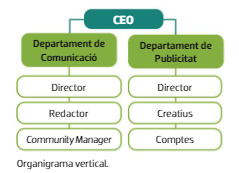 CEO
Departament de
Comunicació
Departament de
Publicitat
Director
Director
Redactor
Creatius
Community Manager
Comptes
Organigrama vertical.